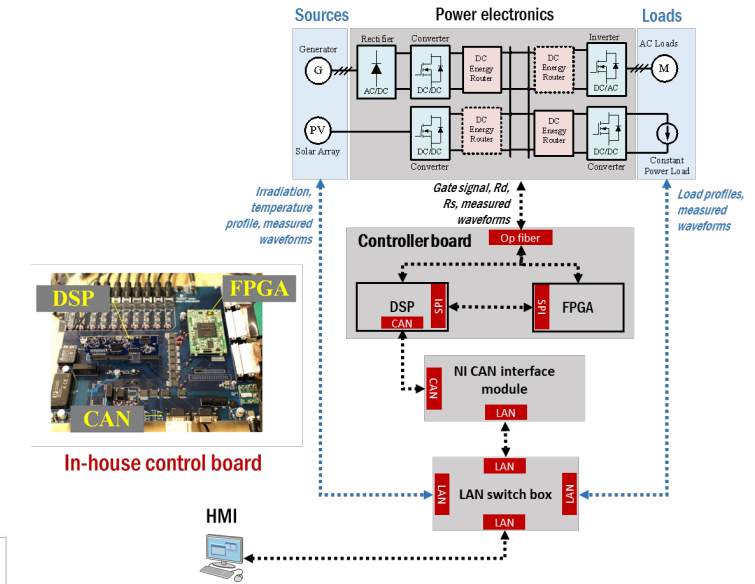 Sources
Power electronics
Loads
Generator
Rectifier
Converter
Inverter
AC Loads
G
AC/DC
DC/DC
DC
Energy
Router
DC
Energy
Router
DC/AC
M
PV
Solar Array
DC/DC
Converter
DC
Energy
Router
DC
Energy
Router
DC/DC
Converter
Constant
Power Load
Irradiation,
temperature
profile, measured
waveforms
Gate signal, Rd,
Rs, measured
waveforms
Load profiles,
measured
waveforms
Controller board
Op fiber
DSP
SPI
CAN
SPI
FPGA
DSP
FPGA
CAN
In-house control board
NI CAN interface
module
CAN
LAN
LAN
LAN
LAN switch box
LAN
LAN
HMI